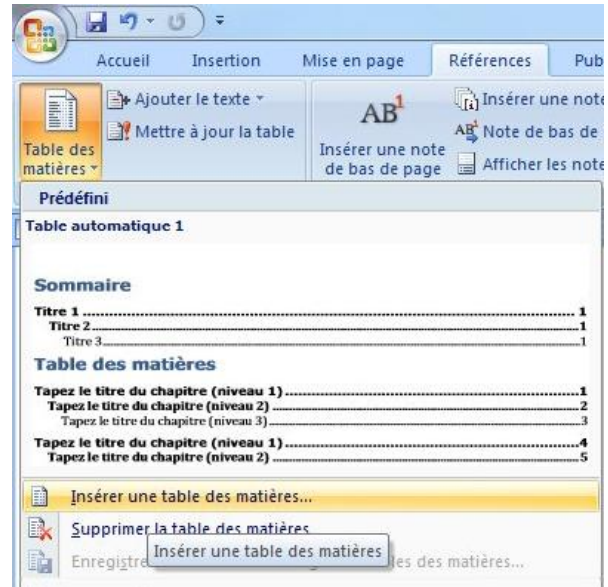 Accueil Insertion Mise en page Références Pub
Ajouter le texte
Mettre à jour la table
Table des matières
AB1
Insérer une note de bas de page
Insérer une note
AB Note de bas de
Afficher les note
Prédéfini
Table automatique 1
Sommaire
Titre 1 ........ 1
Titre 2 ........ 1
Titre 3 ........ 1
Table des matières
Tapez le titre du chapitre (niveau 1) ........ 1
Tapez le titre du chapitre (niveau 2) ........ 2
Tapez le titre du chapitre (niveau 3) ........ 3
Tapez le titre du chapitre (niveau 1) ........ 4
Tapez le titre du chapitre (niveau 2) ........ 5
Insérer une table des matières...
Supprimer la table des matières
Insérer une table des matières
Enregistre des matières...